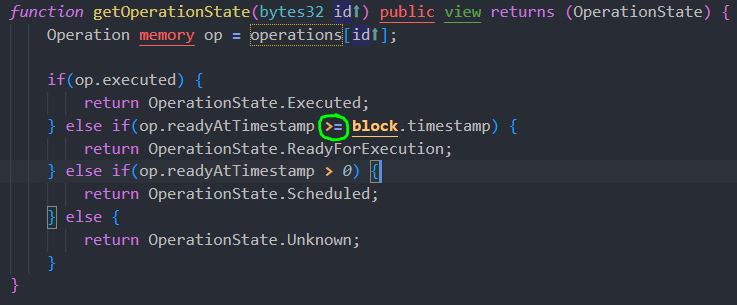 function getOperationState(bytes32 id⬆) public view returns (OperationState) {
Operation memory op = operations[id⬆];
if(op.executed) {
return OperationState.Executed;
} else if(op.readyAtTimestamp >= block.timestamp) {
return OperationState.ReadyForExecution;
} else if(op.readyAtTimestamp > 0) {
return OperationState.Scheduled;
} else {
return OperationState.Unknown;
}
}